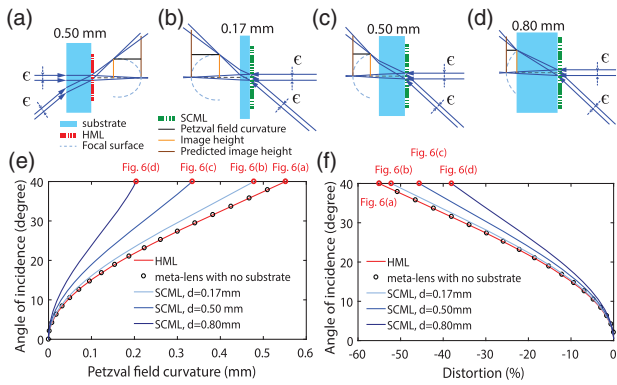 (a) 0.50 mm
(b) 0.17 mm
(c) 0.50 mm
(d) 0.80 mm
ϵ ϵ ϵ ϵ
ϵ ϵ ϵ ϵ
substrate
HML
Focal surface
SCML
Petzval field curvature
Image height
Predicted image height
(e)
Fig. 6(d) Fig. 6(c) Fig. 6(b) Fig. 6(a)
40
30
20
10
0
Angle of incidence (degree)
HML
meta-lens with no substrate
SCML, d=0.17mm
SCML, d=0.50 mm
SCML, d=0.80mm
0 0.1 0.2 0.3 0.4 0.5 0.6
Petzval field curvature (mm)
(f)
Fig. 6(c)
Fig. 6(b) Fig. 6(d)
Fig. 6(a)
40
30
20
10
0
Angle of incidence (degree)
HML
meta-lens with no substrate
SCML, d=0.17mm
SCML, d=0.50mm
SCML, d=0.80mm
-60 -50 -40 -30 -20 -10 0
Distortion (%)